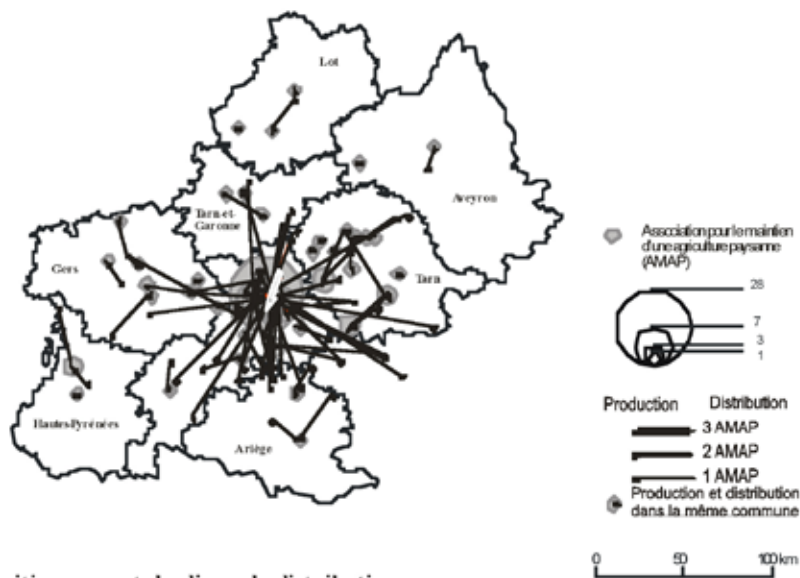 Lot
Aveyron
Tarn-et-
Garonne
Gers
Tarn
Hautes-Pyrénées
Ariège
Association pour le maintien
d'une agriculture paysanne
(AMAP)
28
7
3
1
Production Distribution
3 AMAP
2 AMAP
1 AMAP
Production et distribution
dans la même commune
0 50 100 km